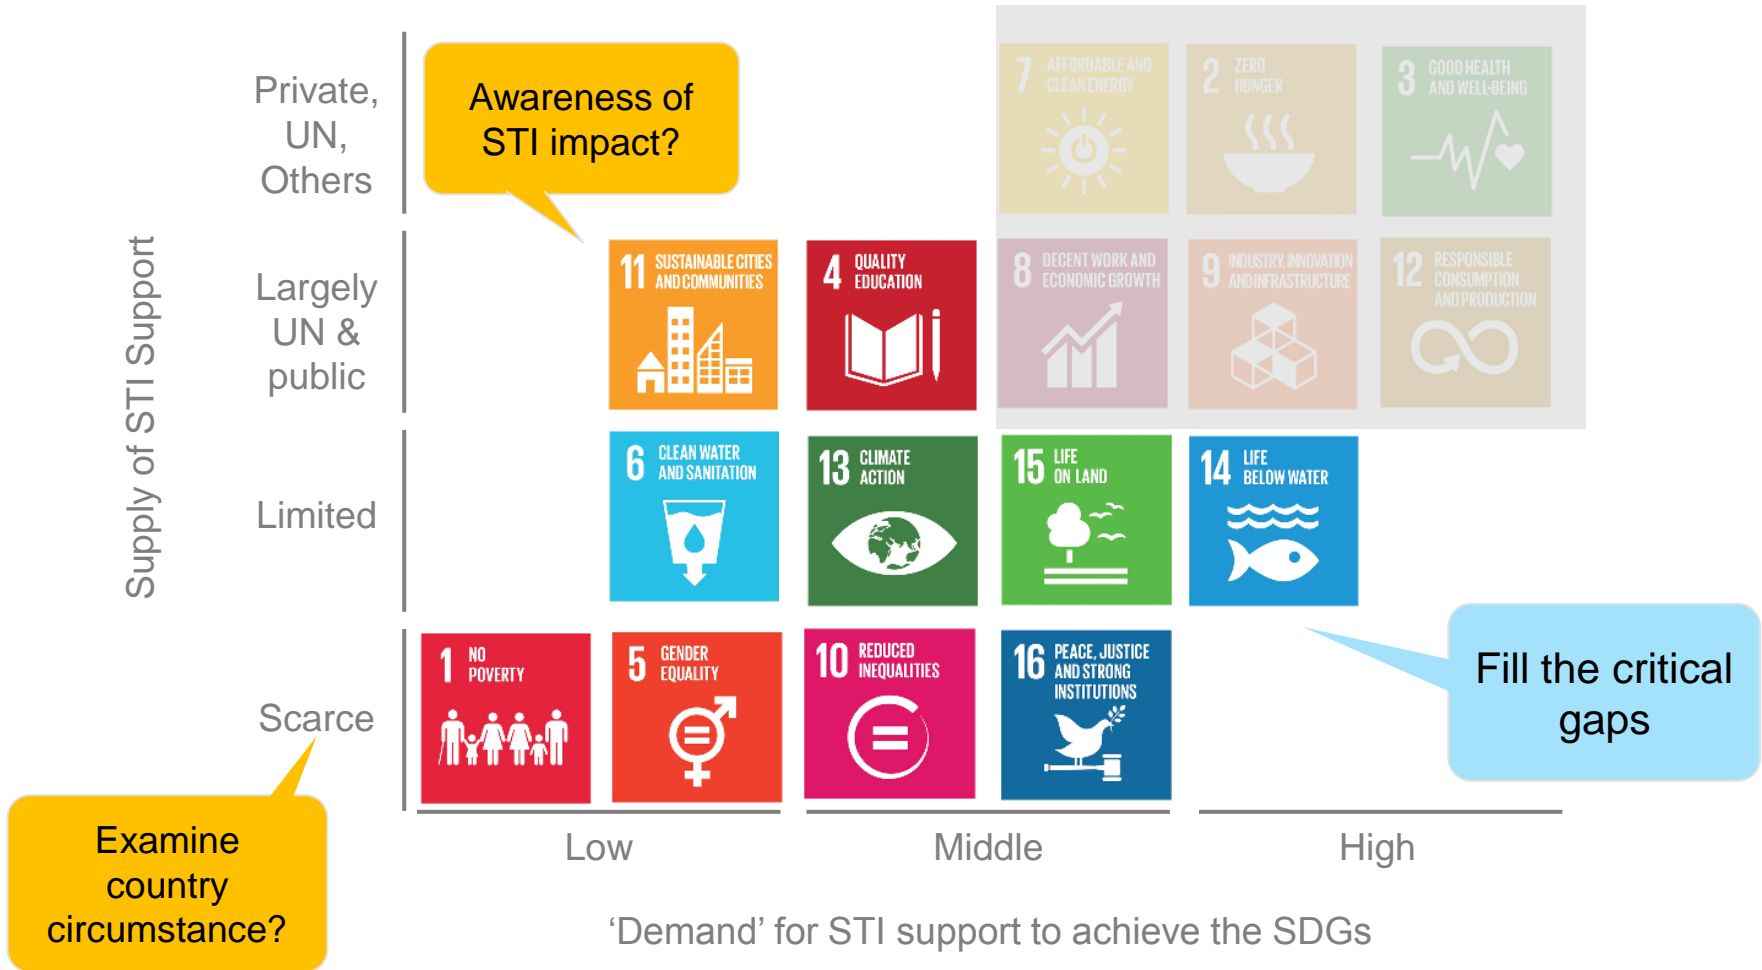 Supply of STI Support
Private,
UN,
Others
Awareness of
STI impact?
7 AFFORDABLE AND
CLEAN ENERGY
2 ZERO
HUNGER
3 GOOD HEALTH
AND WELL-BEING
Largely
UN &
public
11 SUSTAINABLE CITIES
AND COMMUNITIES
4 QUALITY
EDUCATION
8 DECENT WORK AND
ECONOMIC GROWTH
9 INDUSTRY, INNOVATION
AND INFRASTRUCTURE
12 RESPONSIBLE
CONSUMPTION
AND PRODUCTION
Limited
6 CLEAN WATER
AND SANITATION
13 CLIMATE
ACTION
15 LIFE
ON LAND
14 LIFE
BELOW WATER
Scarce
1 NO
POVERTY
5 GENDER
EQUALITY
10 REDUCED
INEQUALITIES
16 PEACE, JUSTICE
AND STRONG
INSTITUTIONS
Fill the critical
gaps
Examine
country
circumstance?
Low
Middle
High
‘Demand’ for STI support to achieve the SDGs